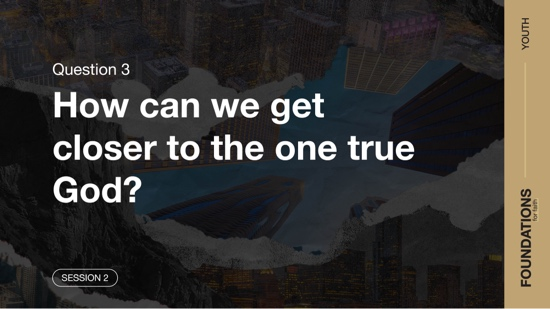 Question 3
How can we get
closer to the one true
God?
SESSION 2
YOUTH
FOUNDATIONS
for faith